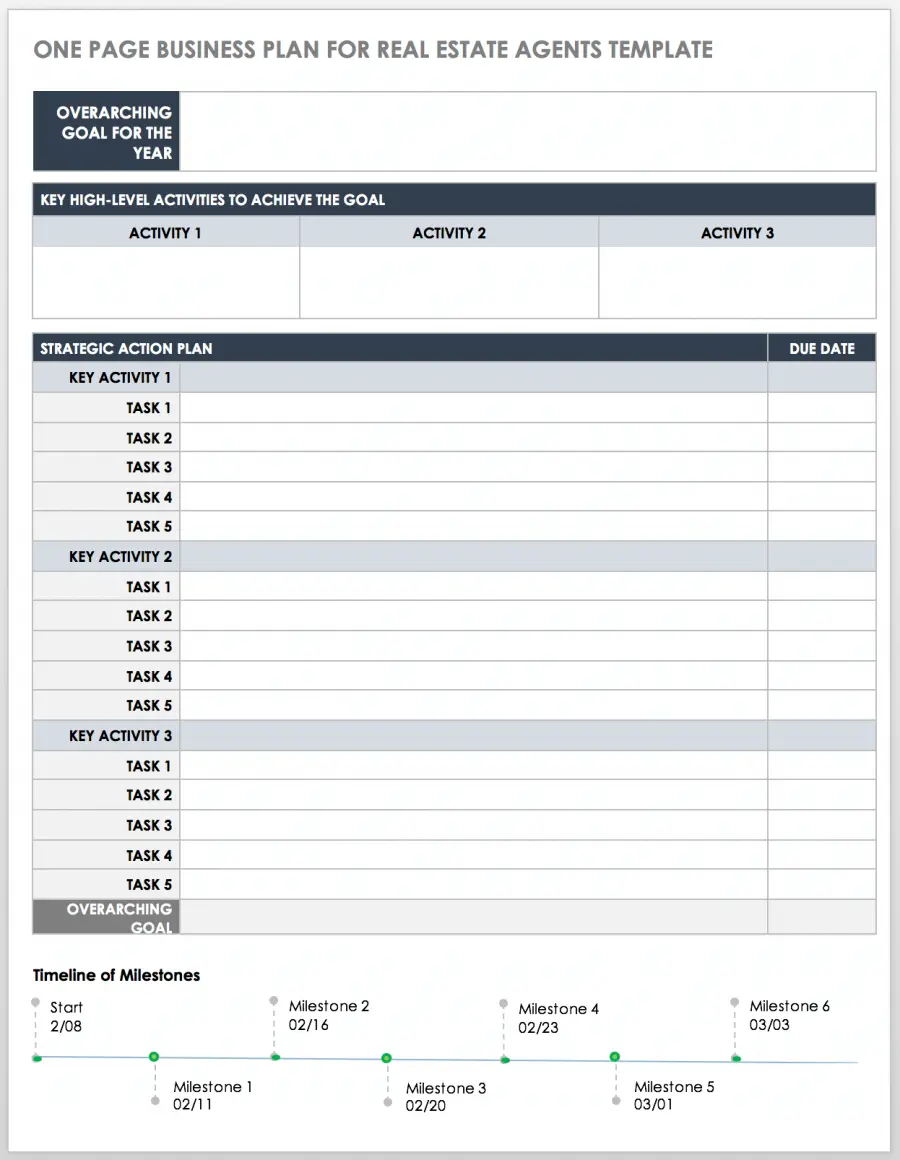 ONE PAGE BUSINESS PLAN FOR REAL ESTATE AGENTS TEMPLATE
OVERARCHING
GOAL FOR THE
YEAR
KEY HIGH-LEVEL ACTIVITIES TO ACHIEVE THE GOAL
ACTIVITY 1 ACTIVITY 2 ACTIVITY 3
STRATEGIC ACTION PLAN DUE DATE
KEY ACTIVITY 1
TASK 1
TASK 2
TASK 3
TASK 4
TASK 5
KEY ACTIVITY 2
TASK 1
TASK 2
TASK 3
TASK 4
TASK 5
KEY ACTIVITY 3
TASK 1
TASK 2
TASK 3
TASK 4
TASK 5
OVERARCHING
GOAL
Timeline of Milestones
Start
2/08
Milestone 1
02/11
Milestone 2
02/16
Milestone 3
02/20
Milestone 4
02/23
Milestone 5
03/01
Milestone 6
03/03